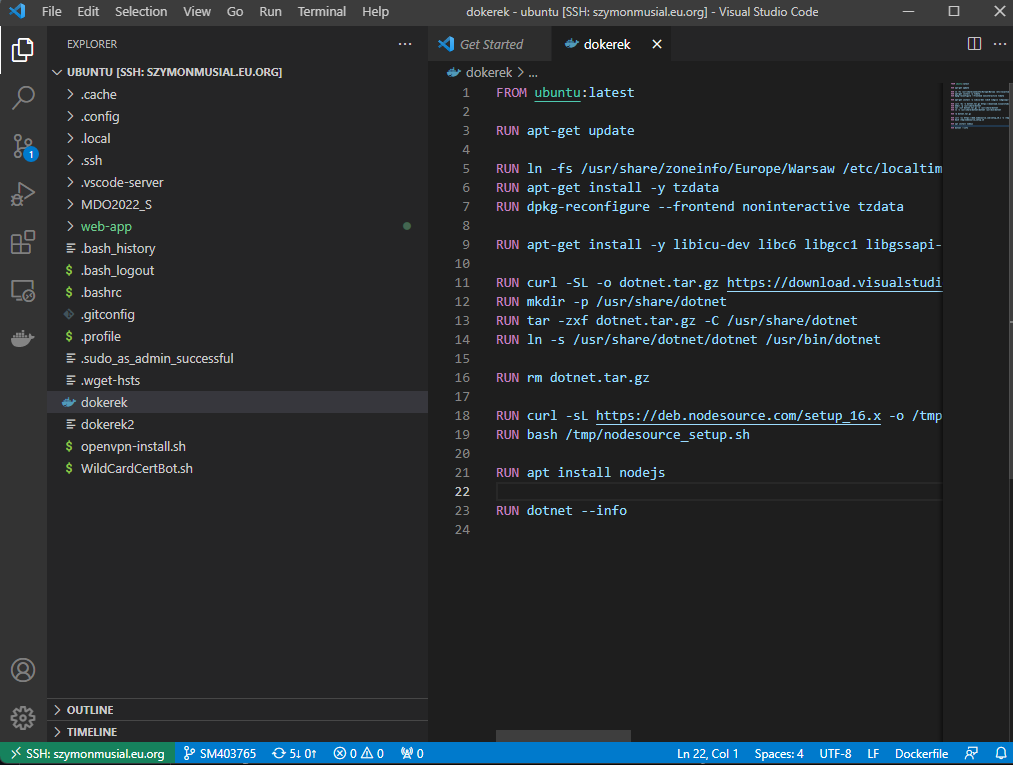 File Edit Selection View Go Run Terminal Help dokerek - ubuntu [SSH: szymonmusial.eu.org] - Visual Studio Code
EXPLORER
UBUNTU [SSH: SZYMONMUSIAL.EU.ORG]
.cache
.config
.local
.ssh
.vscode-server
MDO2022_S
web-app
.bash_history
$ .bash_logout
$ .bashrc
.gitconfig
$ .profile
.sudo_as_admin_successful
.wget-hsts
dokerek
dokerek2
$ openvpn-install.sh
$ WildCardCertBot.sh
OUTLINE
TIMELINE
1
Get Started
dokerek
dokerek > ...
1 FROM ubuntu:latest
2
3 RUN apt-get update
4
5 RUN ln -fs /usr/share/zoneinfo/Europe/Warsaw /etc/localtim
6 RUN apt-get install -y tzdata
7 RUN dpkg-reconfigure --frontend noninteractive tzdata
8
9 RUN apt-get install -y libicu-dev libc6 libgcc1 libgssapi-
10
11 RUN curl -SL -o dotnet.tar.gz https://download.visualstudi
12 RUN mkdir -p /usr/share/dotnet
13 RUN tar -zxf dotnet.tar.gz -C /usr/share/dotnet
14 RUN ln -s /usr/share/dotnet/dotnet /usr/bin/dotnet
15
16 RUN rm dotnet.tar.gz
17
18 RUN curl -sL https://deb.nodesource.com/setup_16.x -o /tmp
19 RUN bash /tmp/nodesource_setup.sh
20
21 RUN apt install nodejs
22
23 RUN dotnet --info
24
SSH: szymonmusial.eu.org SM403765 5↓ 0↑ 0 0 0 Ln 22, Col 1 Spaces: 4 UTF-8 LF Dockerfile